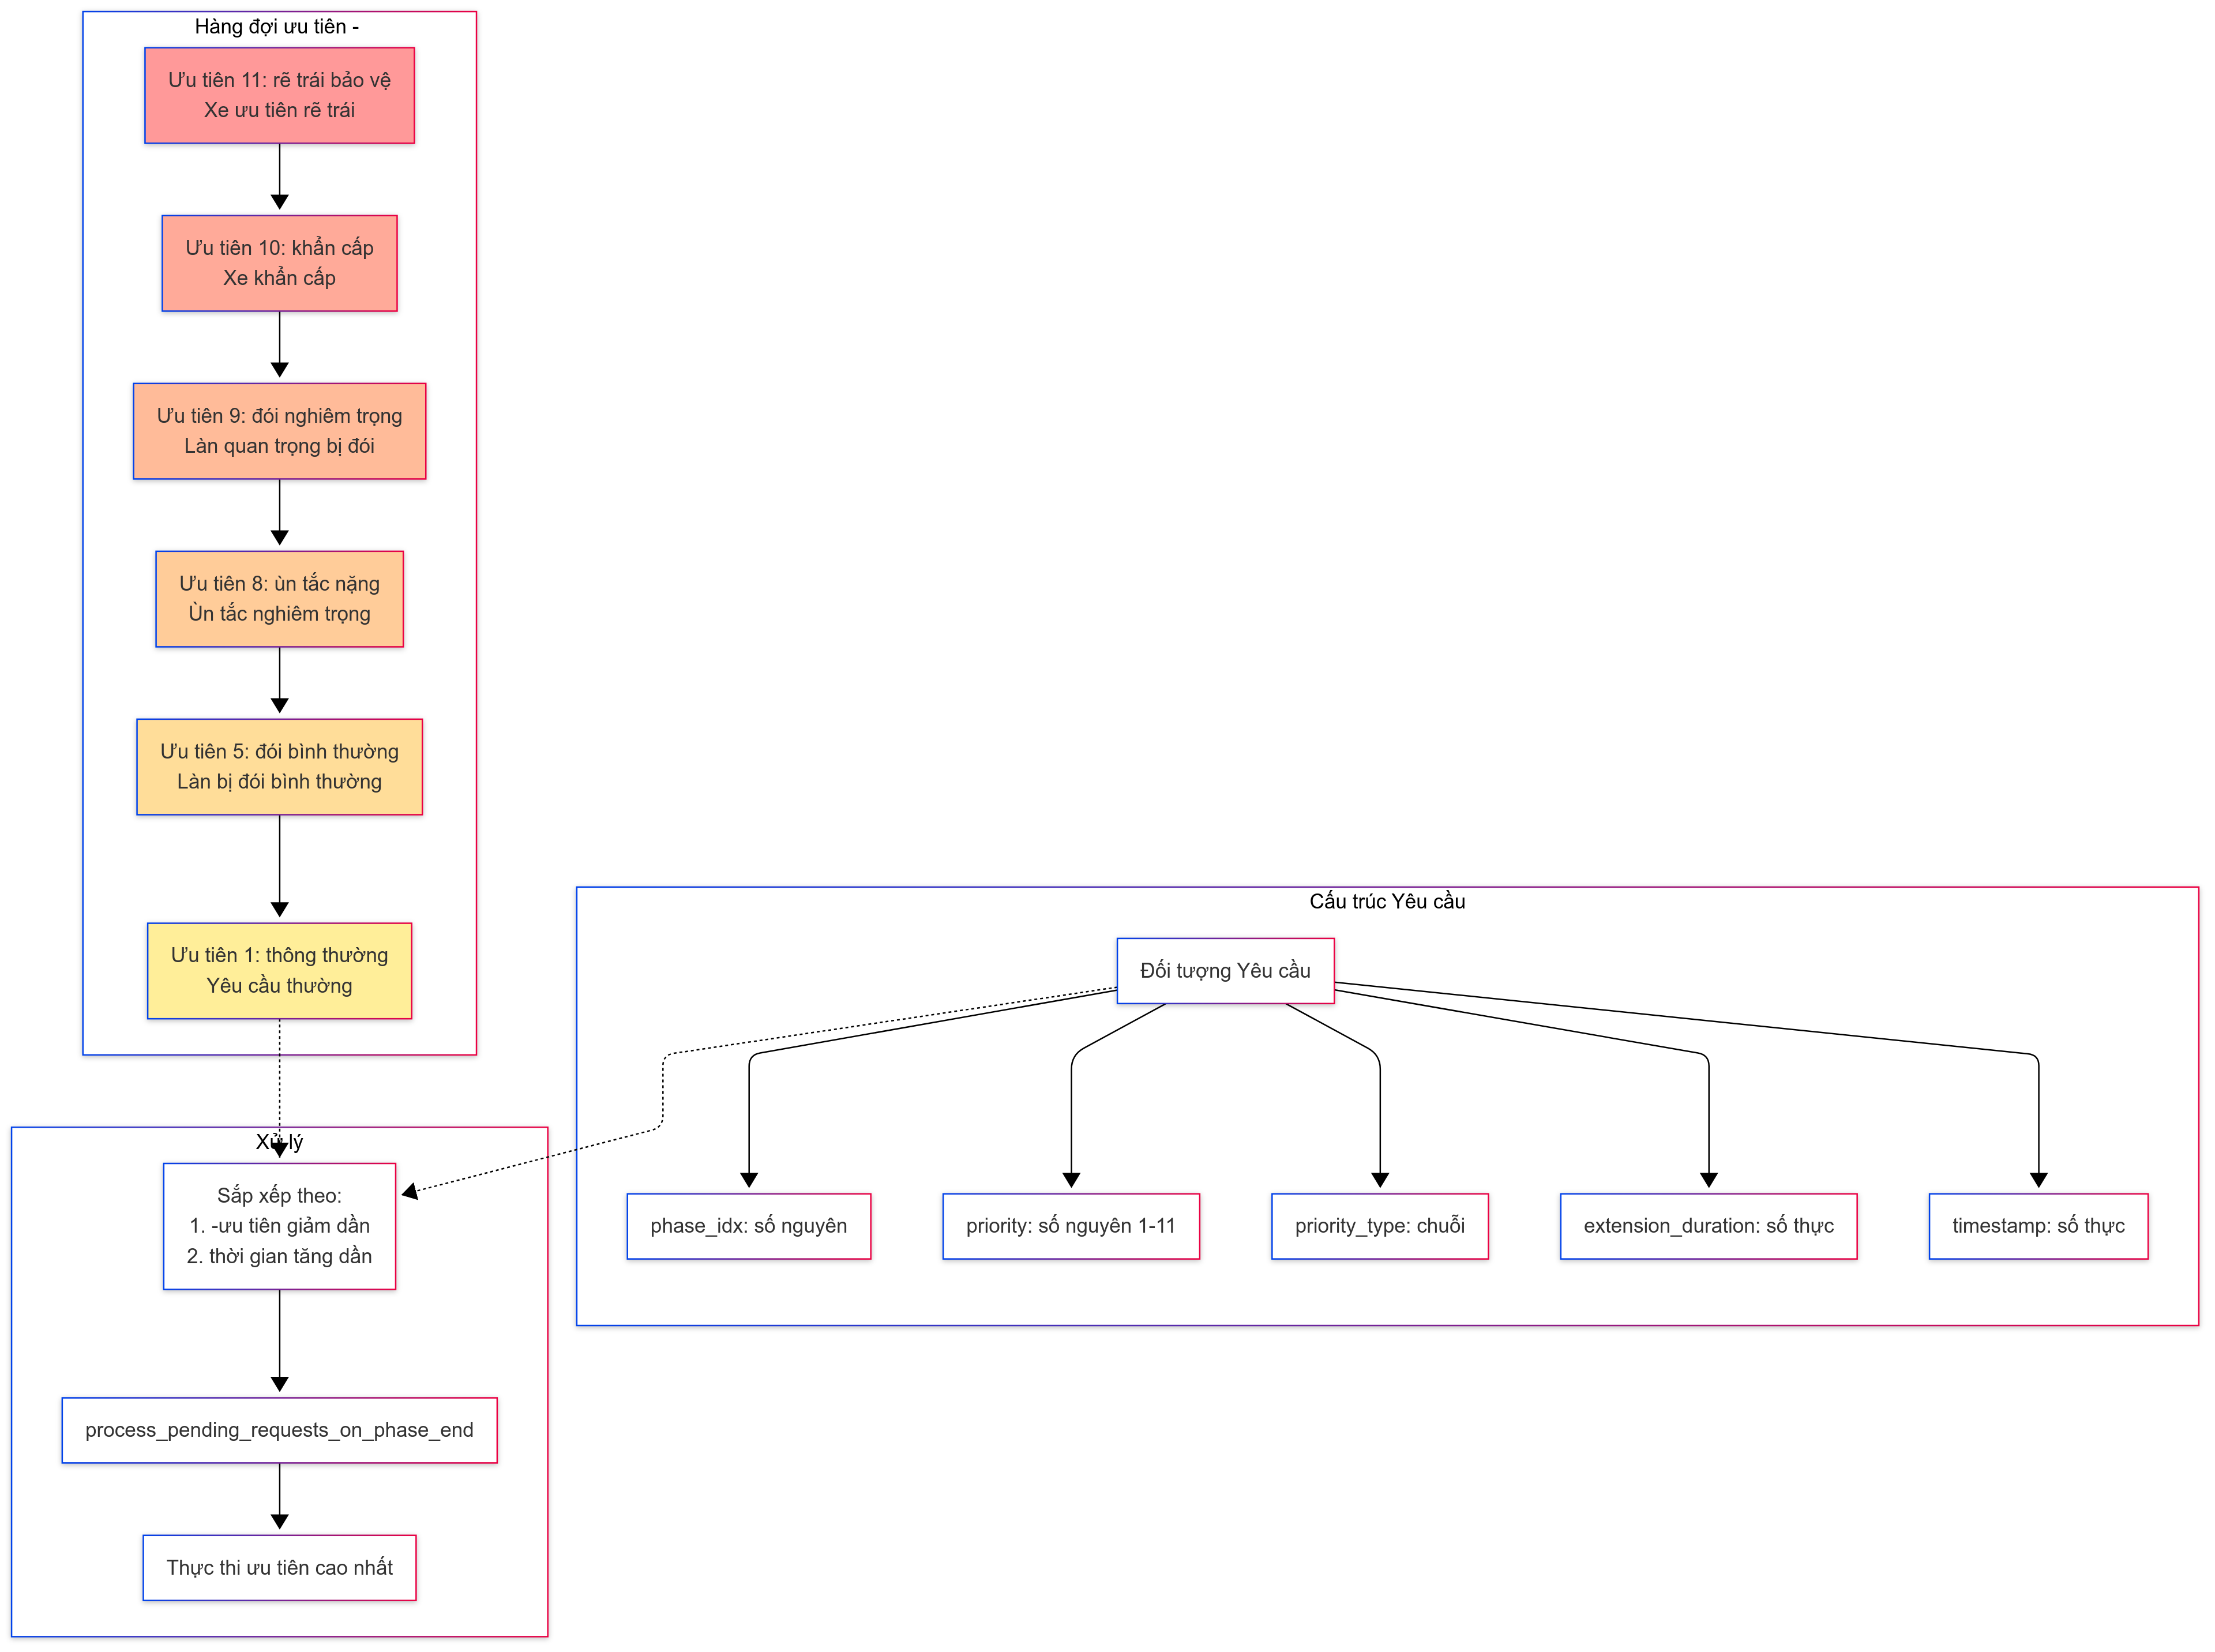 Hàng đợi ưu tiên -
Ưu tiên 11: rẽ trái bảo vệ
Xe ưu tiên rẽ trái
Ưu tiên 10: khẩn cấp
Xe khẩn cấp
Ưu tiên 9: đói nghiêm trọng
Làn quan trọng bị đói
Ưu tiên 8: ùn tắc nặng
Ùn tắc nghiêm trọng
Ưu tiên 5: đói bình thường
Làn bị đói bình thường
Ưu tiên 1: thông thường
Yêu cầu thường
Cấu trúc Yêu cầu
Đối tượng Yêu cầu
phase_idx: số nguyên
priority: số nguyên 1-11
priority_type: chuỗi
extension_duration: số thực
timestamp: số thực
Xử lý
Sắp xếp theo:
1. -ưu tiên giảm dần
2. thời gian tăng dần
process_pending_requests_on_phase_end
Thực thi ưu tiên cao nhất